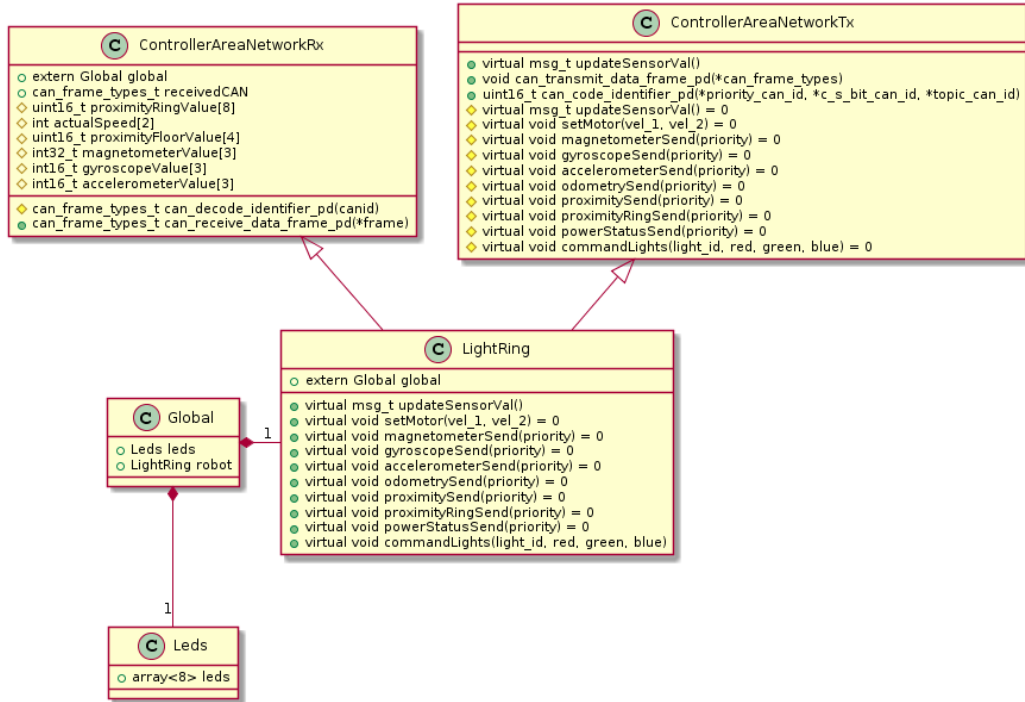 C ControllerAreaNetworkRx
extern Global global
can_frame_types_t receivedCAN
uint16_t proximityRingValue[8]
int actualSpeed[2]
uint16_t proximityFloorValue[4]
int32_t magnetometerValue[3]
int16_t gyroscopeValue[3]
int16_t accelerometerValue[3]
can_frame_types_t can_decode_identifier_pd(canid)
can_frame_types_t can_receive_data_frame_pd(*frame)
C ControllerAreaNetworkTx
virtual msg_t updateSensorVal()
void can_transmit_data_frame_pd(*can_frame_types)
uint16_t can_code_identifier_pd(*priority_can_id, *c_s_bit_can_id, *topic_can_id)
virtual msg_t updateSensorVal() = 0
virtual void setMotor(vel_1, vel_2) = 0
virtual void magnetometerSend(priority) = 0
virtual void gyroscopeSend(priority) = 0
virtual void accelerometerSend(priority) = 0
virtual void odometrySend(priority) = 0
virtual void proximitySend(priority) = 0
virtual void proximityRingSend(priority) = 0
virtual void powerStatusSend(priority) = 0
virtual void commandLights(light_id, red, green, blue) = 0
C LightRing
extern Global global
virtual msg_t updateSensorVal()
virtual void setMotor(vel_1, vel_2) = 0
virtual void magnetometerSend(priority) = 0
virtual void gyroscopeSend(priority) = 0
virtual void accelerometerSend(priority) = 0
virtual void odometrySend(priority) = 0
virtual void proximitySend(priority) = 0
virtual void proximityRingSend(priority) = 0
virtual void powerStatusSend(priority) = 0
virtual void commandLights(light_id, red, green, blue)
C Global
Leds leds
LightRing robot
1
1
C Leds
array<8> leds